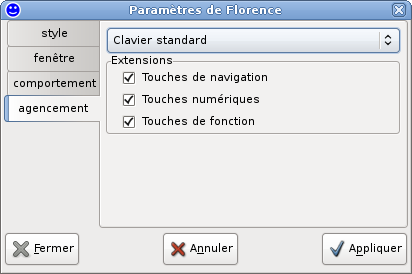 Paramètres de Florence
style
fenêtre
comportement
agencement
Clavier standard
Extensions
Touches de navigation
Touches numériques
Touches de fonction
Fermer
Annuler
Appliquer